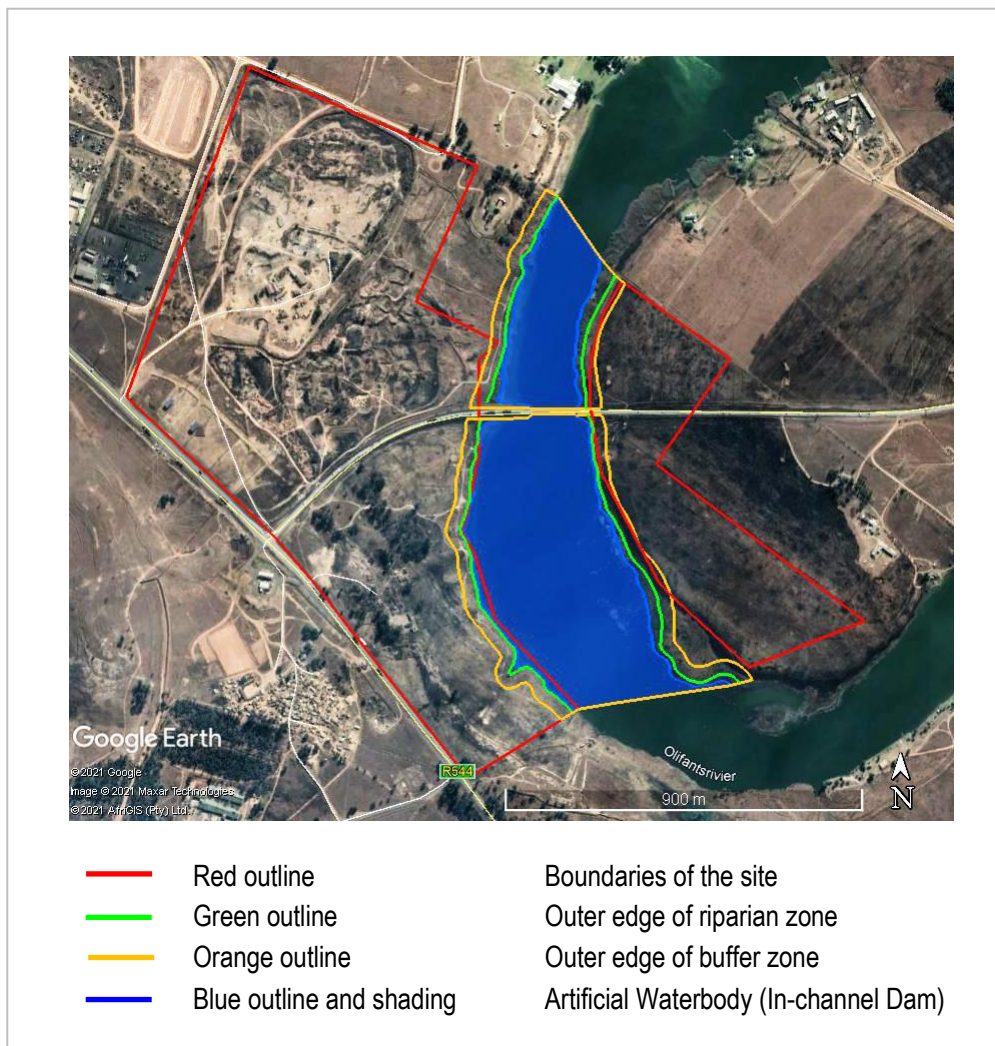 Google Earth
© 2021 Google
Image © 2021 Maxar Technologies
© 2021 AfriGIS (Pty) Ltd.
R544
Olifantsrivier
900 m
N
Red outline Boundaries of the site
Green outline Outer edge of riparian zone
Orange outline Outer edge of buffer zone
Blue outline and shading Artificial Waterbody (In-channel Dam)